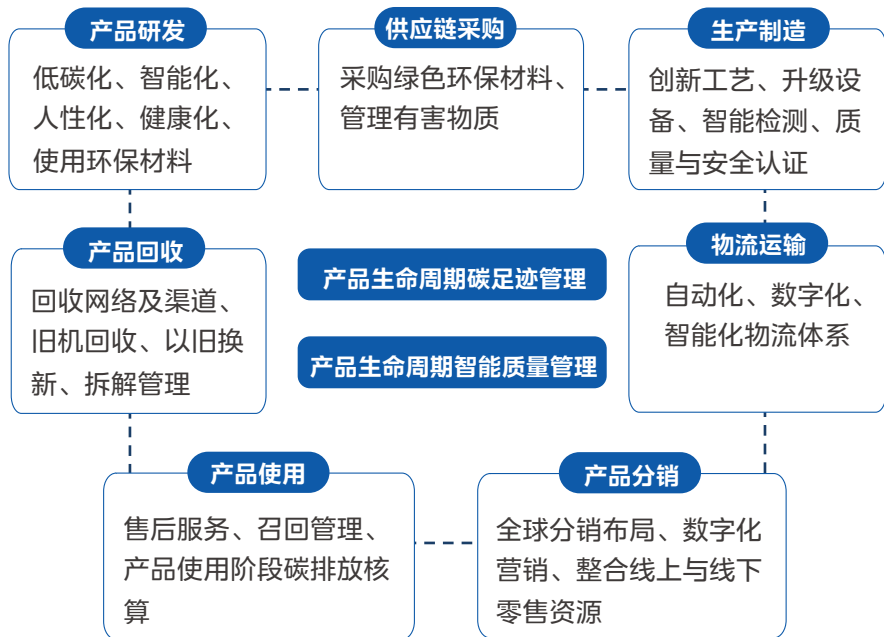 产品研发
低碳化、智能化、
人性化、健康化、
使用环保材料
供应链采购
采购绿色环保材料、
管理有害物质
生产制造
创新工艺、升级设
备、智能检测、质
量与安全认证
产品回收
回收网络及渠道、
旧机回收、以旧换
新、拆解管理
产品生命周期碳足迹管理
产品生命周期智能质量管理
物流运输
自动化、数字化、
智能化物流体系
产品使用
售后服务、召回管理、
产品使用阶段碳排放核
算
产品分销
全球分销布局、数字化
营销、整合线上与线下
零售资源